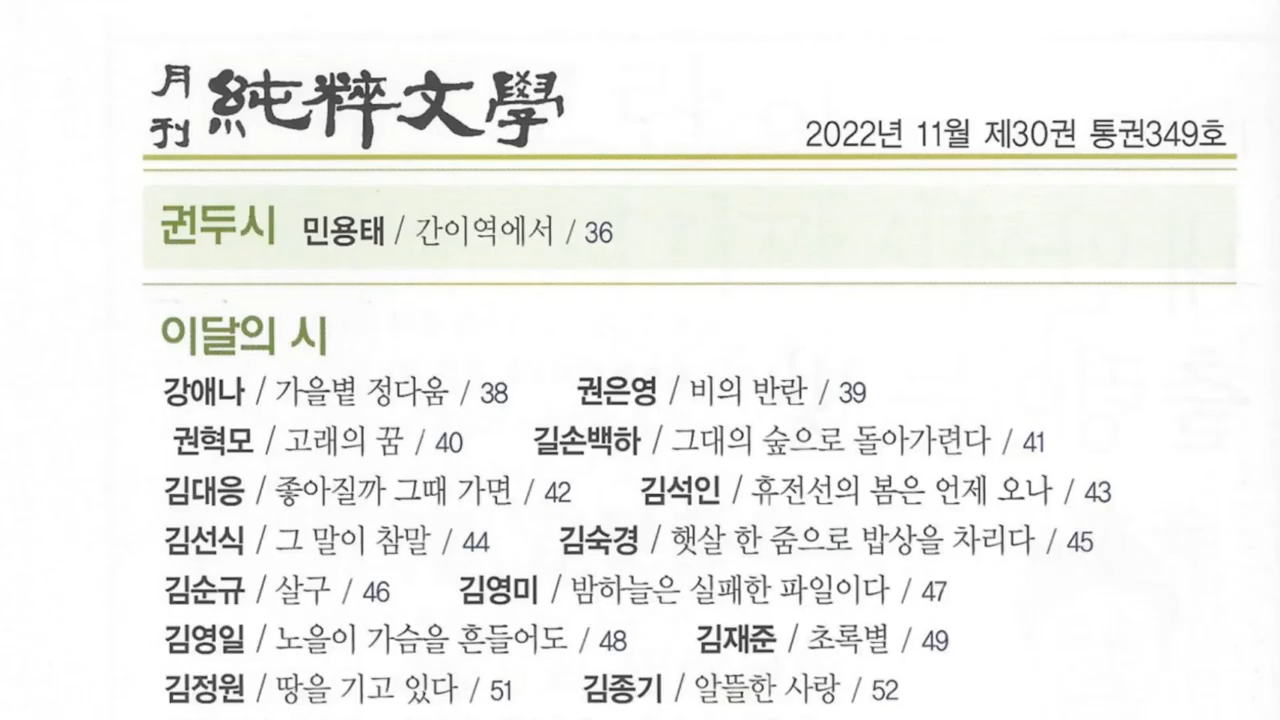 月刊 純粹文學
2022년 11월 제30권 통권349호
권두시 민용태 / 간이역에서 / 36
이달의 시
강애나 / 가을볕 정다움 / 38 권은영 / 비의 반란 / 39
권혁모 / 고래의 꿈 / 40 길손백하 / 그대의 숲으로 돌아가련다 / 41
김대응 / 좋아질까 그때 가면 / 42 김석인 / 휴전선의 봄은 언제 오나 / 43
김선식 / 그 말이 참말 / 44 김숙경 / 햇살 한 줌으로 밥상을 차리다 / 45
김순규 / 살구 / 46 김영미 / 밤하늘은 실패한 파일이다 / 47
김영일 / 노을이 가슴을 흔들어도 / 48 김재준 / 초록별 / 49
김정원 / 땅을 기고 있다 / 51 김종기 / 알뜰한 사랑 / 52